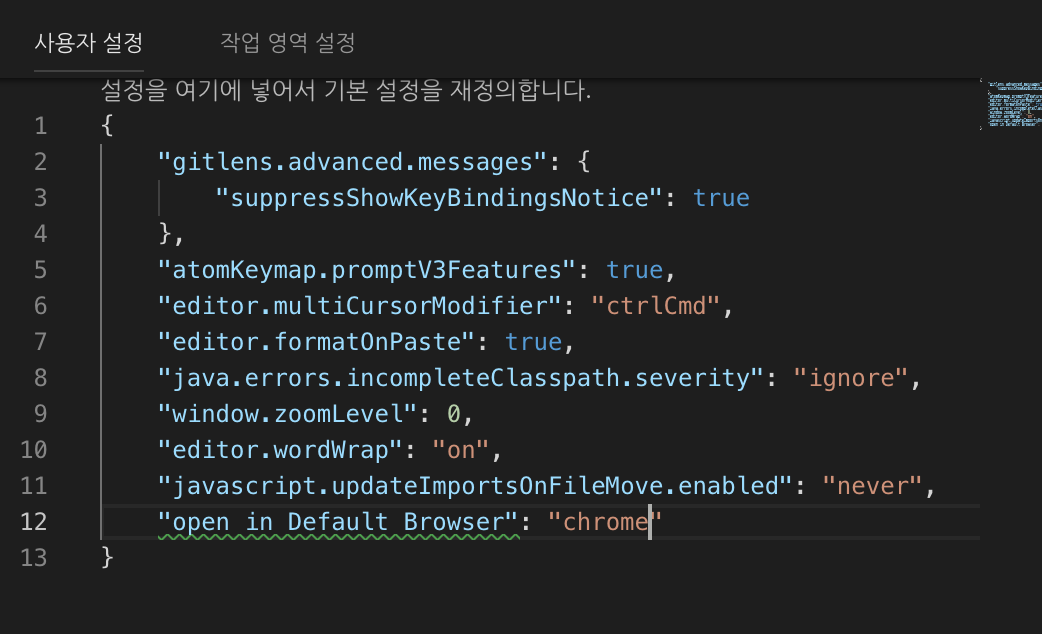 사용자 설정 작업 영역 설정
설정을 여기에 넣어서 기본 설정을 재정의합니다.
1 {
2 "gitlens.advanced.messages": {
3 "suppressShowKeyBindingsNotice": true
4 },
5 "atomKeymap.promptV3Features": true,
6 "editor.multiCursorModifier": "ctrlCmd",
7 "editor.formatOnPaste": true,
8 "java.errors.incompleteClasspath.severity": "ignore",
9 "window.zoomLevel": 0,
10 "editor.wordWrap": "on",
11 "javascript.updateImportsOnFileMove.enabled": "never",
12 "open in Default Browser": "chrome"
13 }